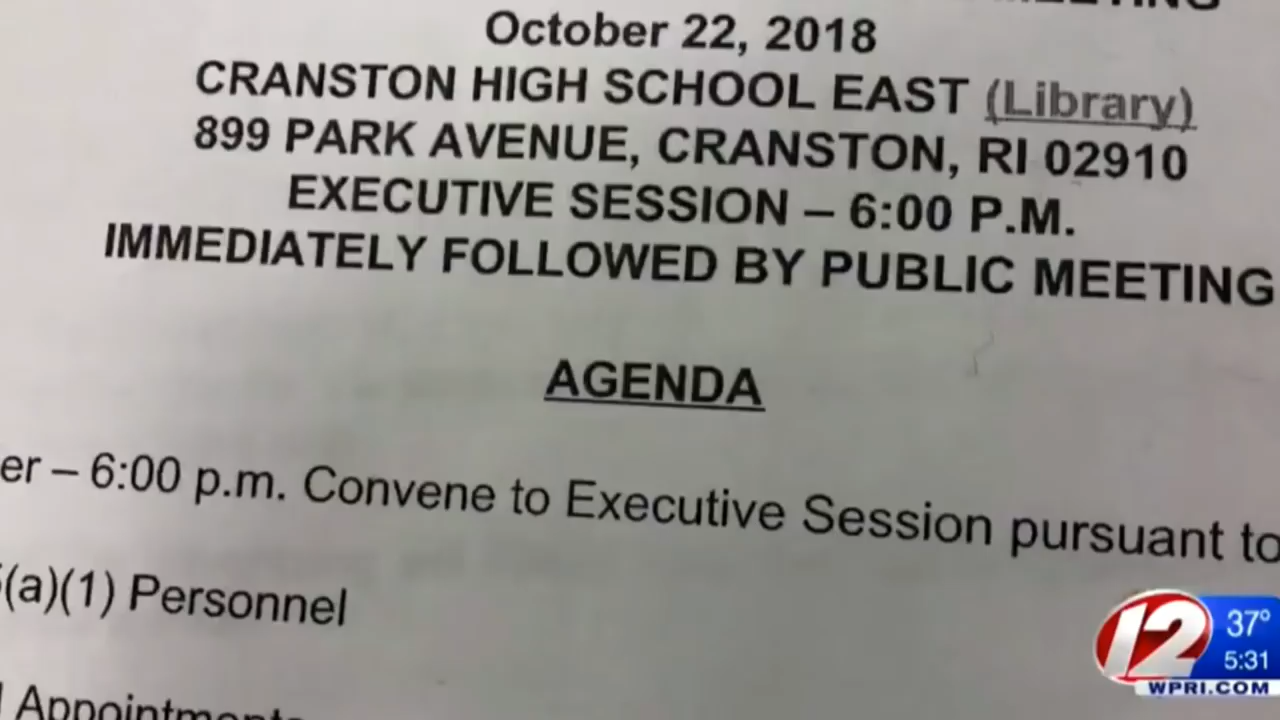 MEETING
October 22, 2018
CRANSTON HIGH SCHOOL EAST (Library)
899 PARK AVENUE, CRANSTON, RI 02910
EXECUTIVE SESSION – 6:00 P.M.
IMMEDIATELY FOLLOWED BY PUBLIC MEETING
AGENDA
er – 6:00 p.m. Convene to Executive Session pursuant to
(a)(1) Personnel
Appointments
12 37°
5:31
WPRI.COM